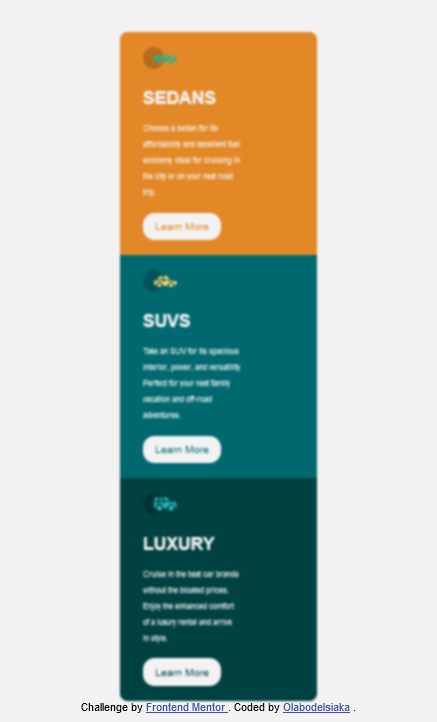 SEDANS
Choose a sedan for its
affordability and excellent fuel
economy. Ideal for cruising in
the city or on your next road
trip.
Learn More
SUVS
Take an SUV for its spacious
interior, power, and versatility.
Perfect for your next family
vacation and off-road
adventures.
Learn More
LUXURY
Cruise in the best car brands
without the bloated prices.
Enjoy the enhanced comfort
of a luxury rental and arrive
in style.
Learn More
Challenge by Frontend Mentor . Coded by Olabodelsiaka .